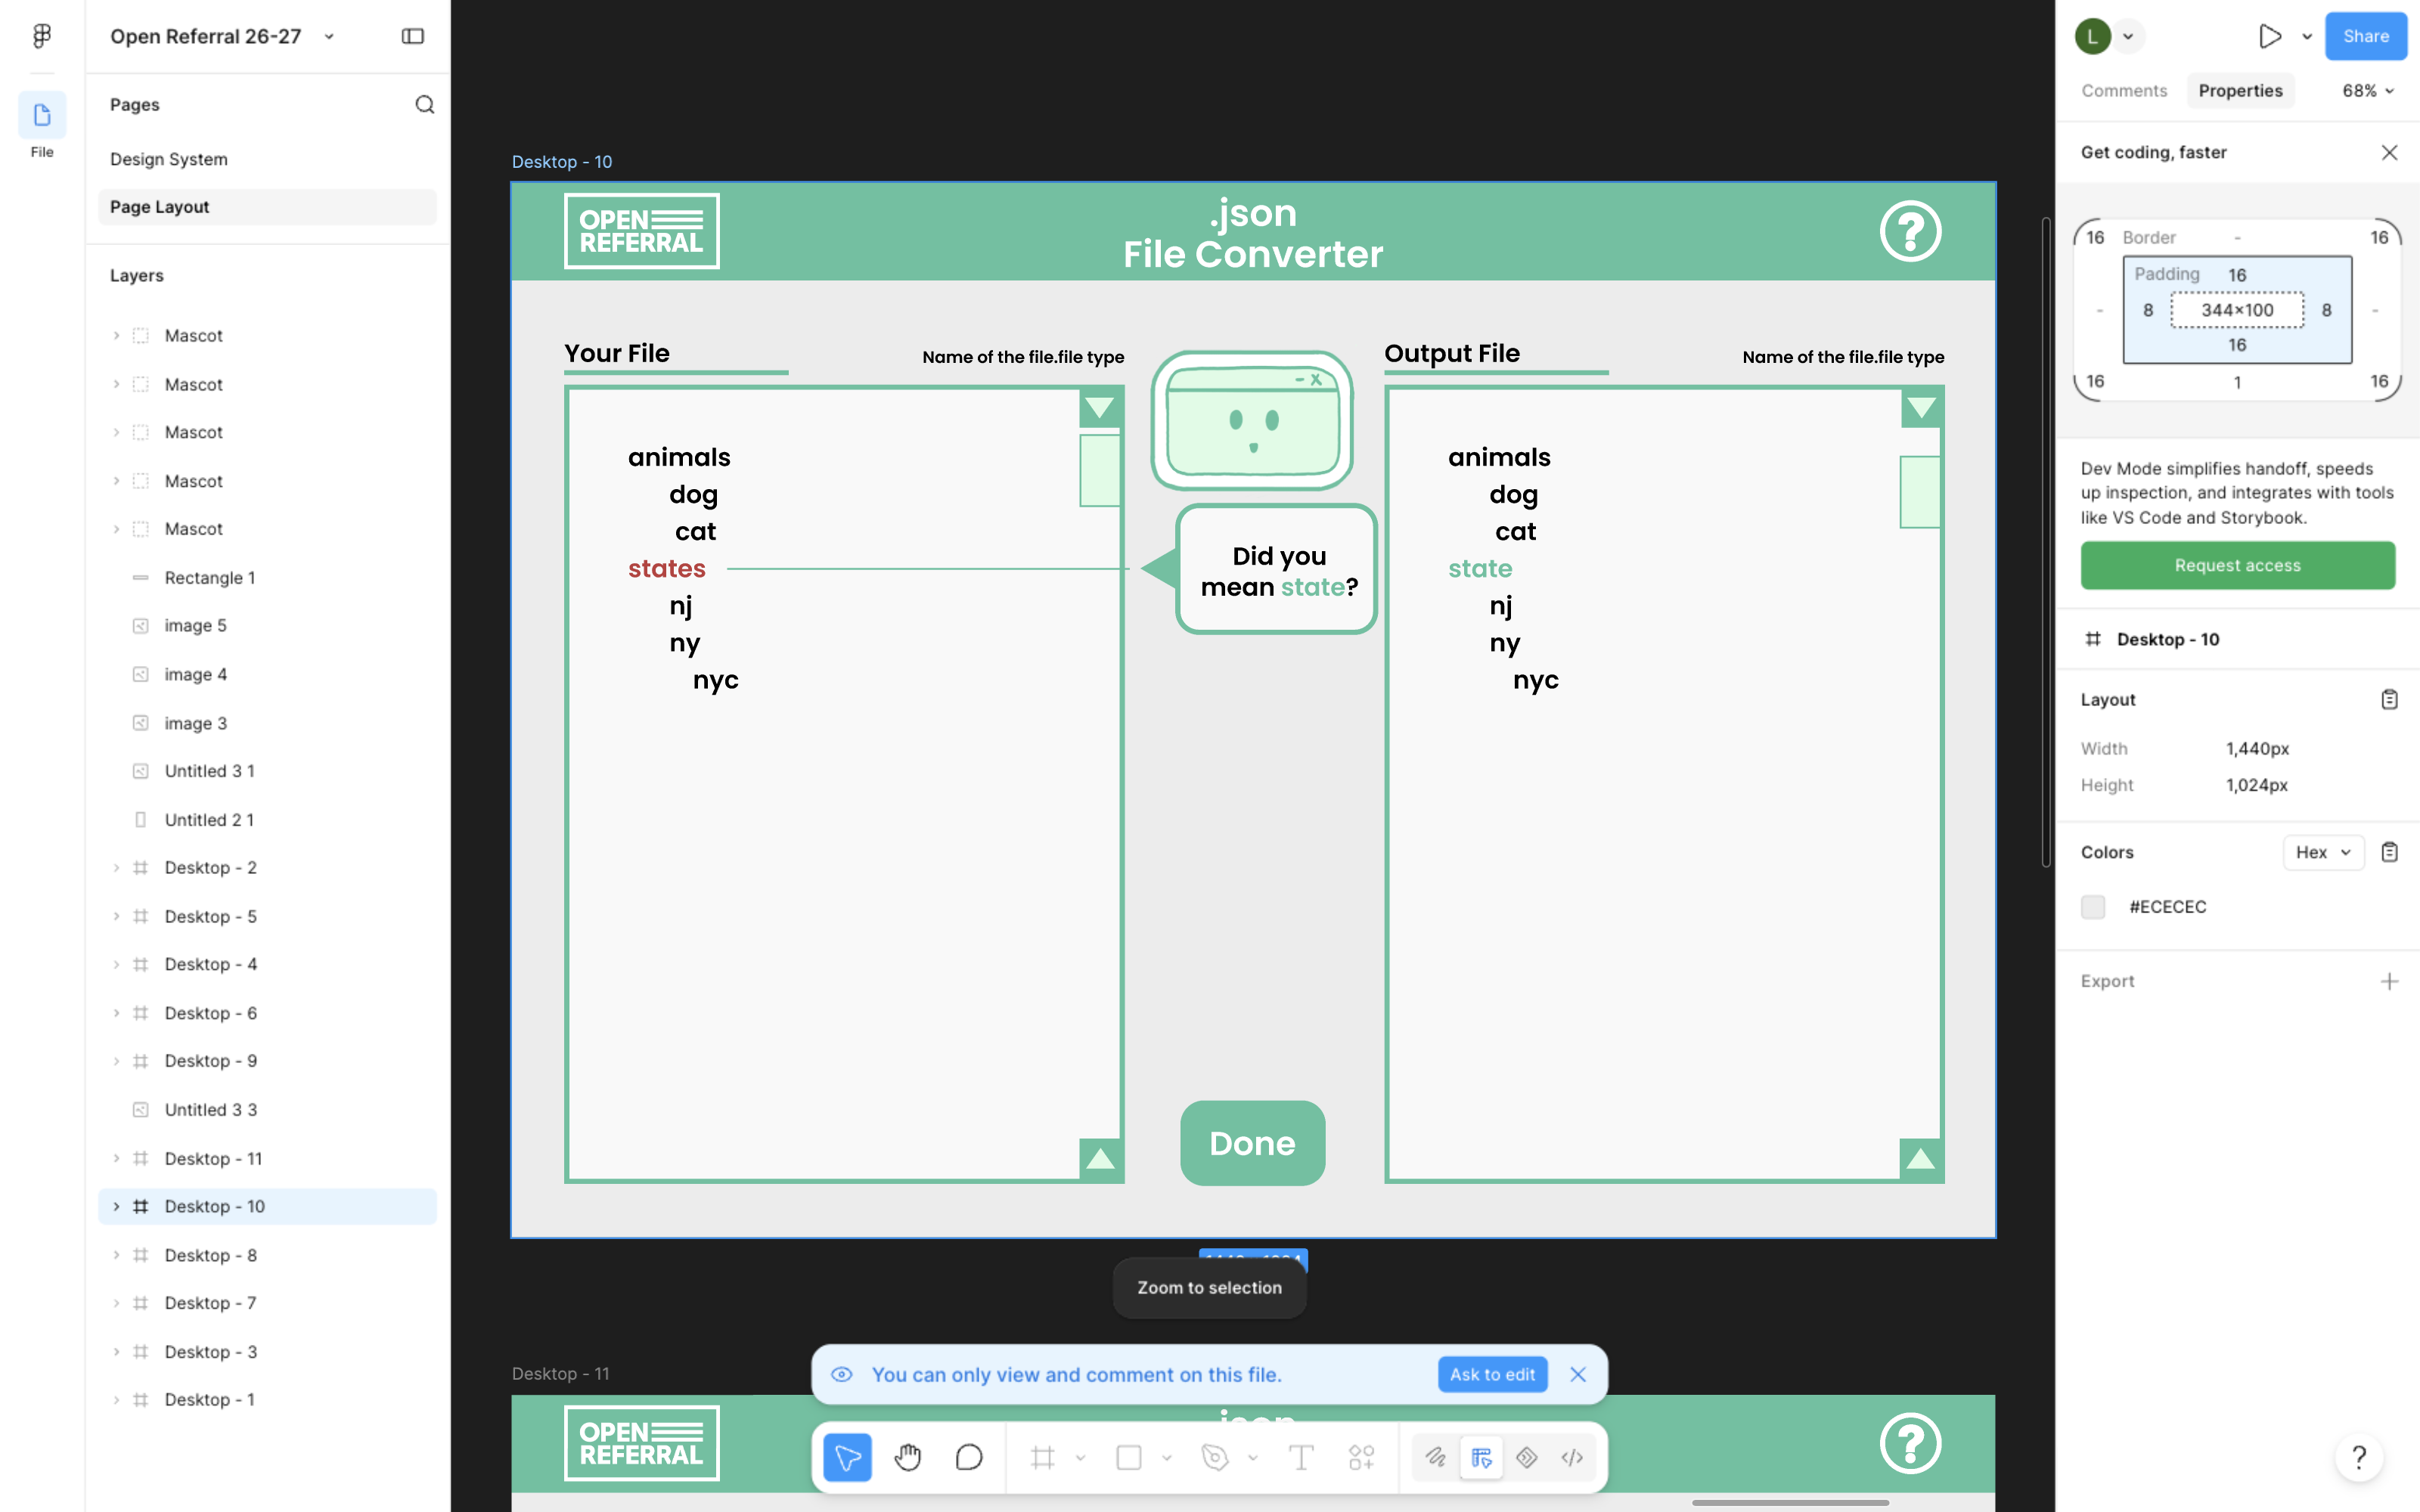 Open Referral 26-27
File
Pages
Design System
Page Layout
Layers
Mascot
Mascot
Mascot
Mascot
Mascot
Rectangle 1
image 5
image 4
image 3
Untitled 3 1
Untitled 2 1
Desktop - 2
Desktop - 5
Desktop - 4
Desktop - 6
Desktop - 9
Untitled 3 3
Desktop - 11
Desktop - 10
Desktop - 8
Desktop - 7
Desktop - 3
Desktop - 1
Desktop - 10
OPEN
REFERRAL
.json
File Converter
?
Your File
Name of the file.file type
animals
dog
cat
states
nj
ny
nyc
- x
Did you
mean state?
Done
Output File
Name of the file.file type
animals
dog
cat
state
nj
ny
nyc
Zoom to selection
Desktop - 11
You can only view and comment on this file.
Ask to edit
OPEN
REFERRAL
.json
?
L
Share
Comments
Properties
68%
Get coding, faster
16 Border - 16
Padding 16
- 8 344×100 8 -
16
16 1 16
Dev Mode simplifies handoff, speeds
up inspection, and integrates with tools
like VS Code and Storybook.
Request access
Desktop - 10
Layout
Width 1,440px
Height 1,024px
Colors
Hex
#ECECEC
Export
?